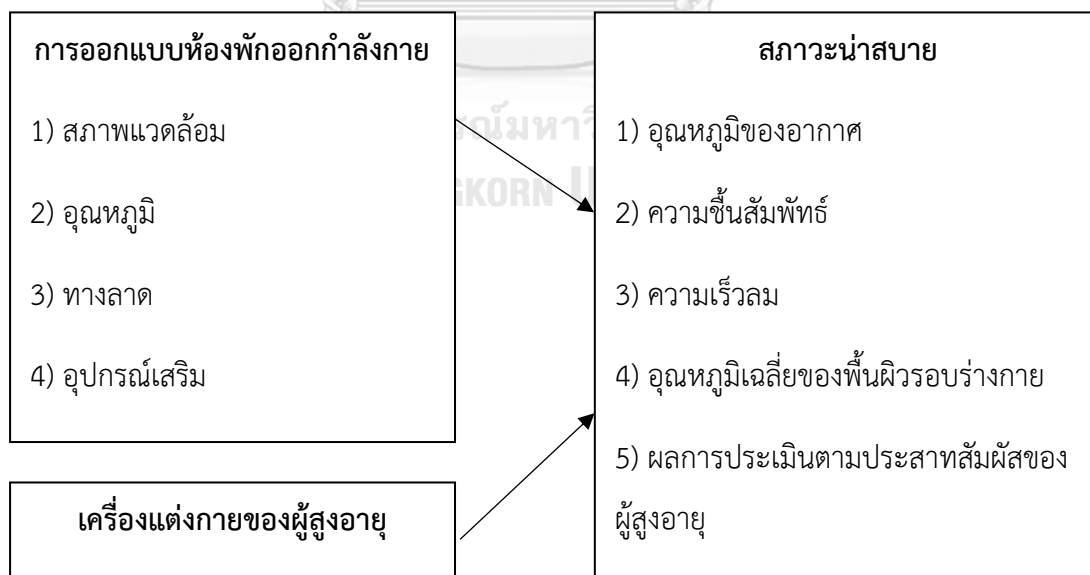 การออกแบบห้องพักออกกำลังกาย
1) สภาพแวดล้อม
2) อุณหภูมิ
3) ทางลาด
4) อุปกรณ์เสริม
เครื่องแต่งกายของผู้สูงอายุ
สภาวะน่าสบาย
1) อุณหภูมิของอากาศ
2) ความชื้นสัมพัทธ์
3) ความเร็วลม
4) อุณหภูมิเฉลี่ยของพื้นผิวรอบร่างกาย
5) ผลการประเมินตามประสาทสัมผัสของ
ผู้สูงอายุ